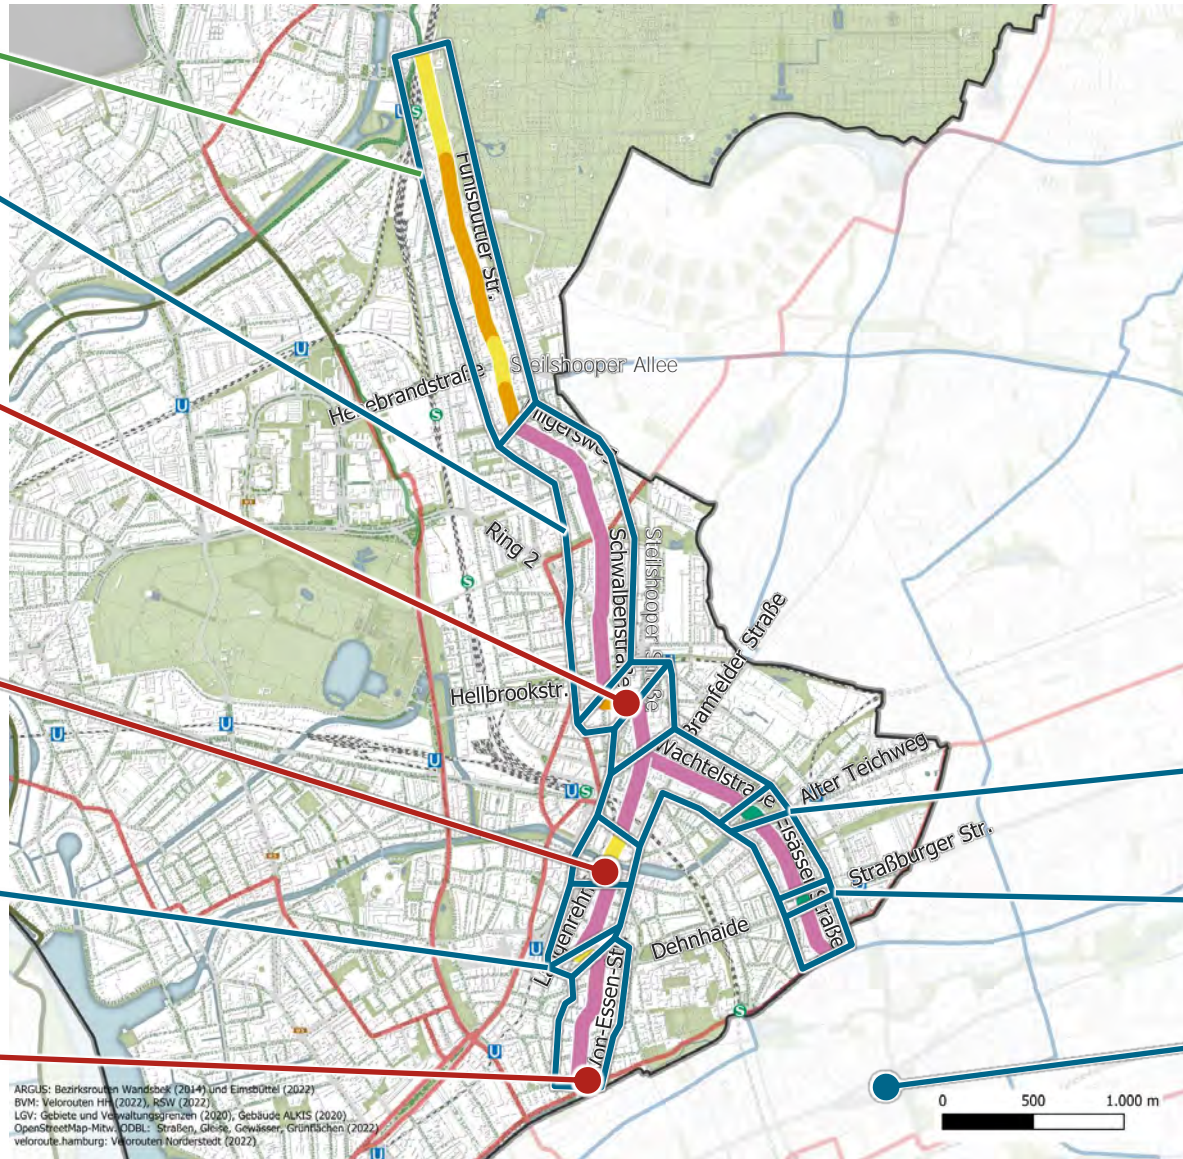 U
S
Fuhlsbüttler Str.
U
Steilshooper Allee
Hebebrandstraße
U
S
Ring 2
S
Schwalbenstraße
Steilshooper Straße
Bramfelder Straße
Hellbrookstr.
U
U
U
Wachtelstraße
Alter Teichweg
U
S
Elsässer Straße
Straßburger Str.
Dehnhaide
U
Von-Essen-Str.
S
U
ARGUS: Bezirksrouten Wandsbek (2014) und Eimsbüttel (2022)
BVM: Velorouten HH (2022), RSW (2022)
LGV: Gebiete und Verwaltungsgrenzen (2020), Gebäude ALKIS (2020)
OpenStreetMap-Mitw. ODBL: Straßen, Gleise, Gewässer, Grünflächen (2022)
veloroute.hamburg: Velorouten Norderstedt (2022)
U
0 500 1.000 m